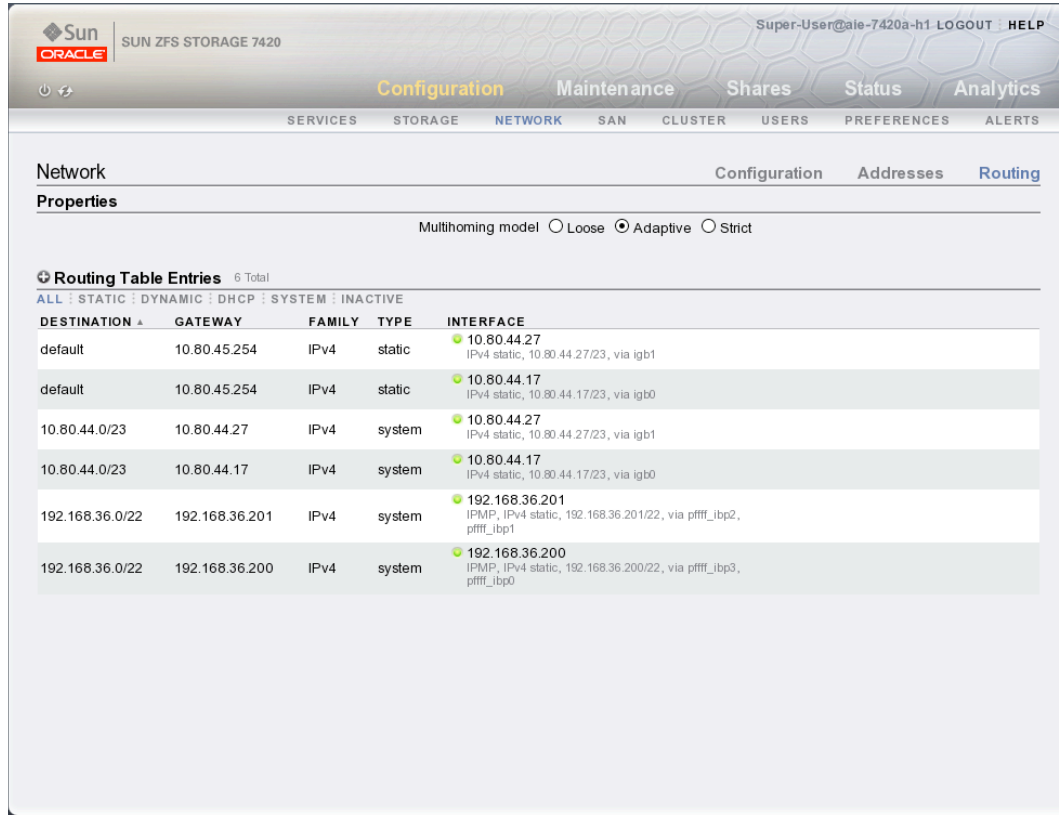 Sun
ORACLE
SUN ZFS STORAGE 7420
Super-User@aie-7420a-h1 LOGOUT HELP
Configuration Maintenance Shares Status Analytics
SERVICES STORAGE NETWORK SAN CLUSTER USERS PREFERENCES ALERTS
Network Configuration Addresses Routing
Properties
Multihoming model Loose Adaptive Strict
Routing Table Entries 6 Total
ALL STATIC DYNAMIC DHCP SYSTEM INACTIVE
DESTINATION GATEWAY FAMILY TYPE INTERFACE
default 10.80.45.254 IPv4 static 10.80.44.27
IPv4 static, 10.80.44.27/23, via igb1
default 10.80.45.254 IPv4 static 10.80.44.17
IPv4 static, 10.80.44.17/23, via igb0
10.80.44.0/23 10.80.44.27 IPv4 system 10.80.44.27
IPv4 static, 10.80.44.27/23, via igb1
10.80.44.0/23 10.80.44.17 IPv4 system 10.80.44.17
IPv4 static, 10.80.44.17/23, via igb0
192.168.36.0/22 192.168.36.201 IPv4 system 192.168.36.201
IPMP, IPv4 static, 192.168.36.201/22, via pffff_ibp2,
pffff_ibp1
192.168.36.0/22 192.168.36.200 IPv4 system 192.168.36.200
IPMP, IPv4 static, 192.168.36.200/22, via pffff_ibp3,
pffff_ibp0